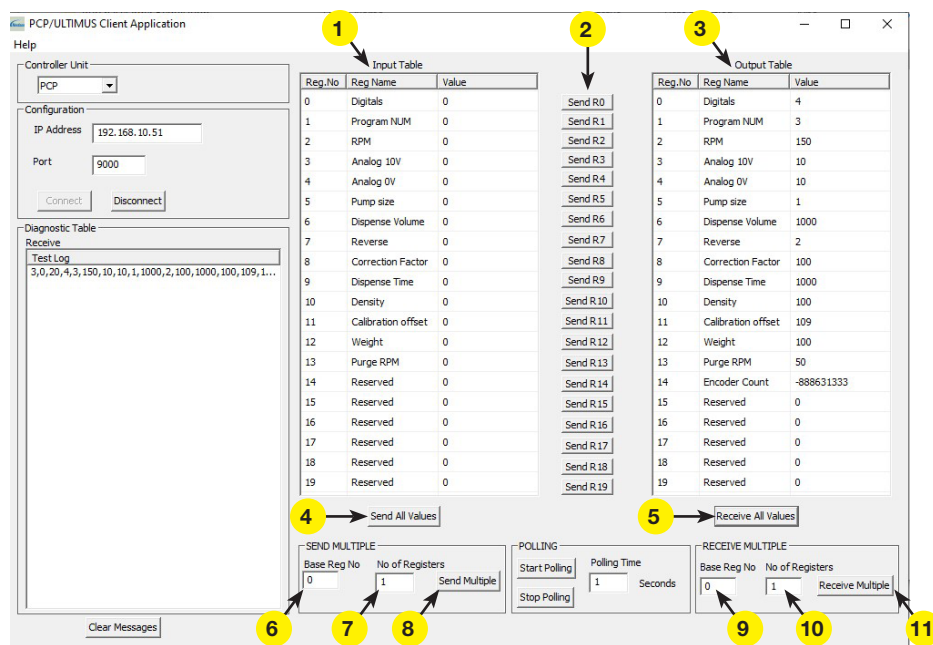 PCP/ULTIMUS Client Application
1
2
3
Help
Controller Unit
PCP
Configuration
IP Address 192.168.10.51
Port 9000
Connect Disconnect
Diagnostic Table
Receive
Test Log
3,0,20,4,3,150,10,10,1,1000,2,100,1000,100,109,1...
Clear Messages
Input Table
Reg.No Reg Name Value
0 Digitals 0
1 Program NUM 0
2 RPM 0
3 Analog 10V 0
4 Analog 0V 0
5 Pump size 0
6 Dispense Volume 0
7 Reverse 0
8 Correction Factor 0
9 Dispense Time 0
10 Density 0
11 Calibration offset 0
12 Weight 0
13 Purge RPM 0
14 Reserved 0
15 Reserved 0
16 Reserved 0
17 Reserved 0
18 Reserved 0
19 Reserved 0
Send R0
Send R1
Send R2
Send R3
Send R4
Send R5
Send R6
Send R7
Send R8
Send R9
Send R10
Send R11
Send R12
Send R13
Send R14
Send R15
Send R16
Send R17
Send R18
Send R19
Output Table
Reg.No Reg Name Value
0 Digitals 4
1 Program NUM 3
2 RPM 150
3 Analog 10V 10
4 Analog 0V 10
5 Pump size 1
6 Dispense Volume 1000
7 Reverse 2
8 Correction Factor 100
9 Dispense Time 1000
10 Density 100
11 Calibration offset 109
12 Weight 100
13 Purge RPM 50
14 Encoder Count -888631333
15 Reserved 0
16 Reserved 0
17 Reserved 0
18 Reserved 0
19 Reserved 0
4 Send All Values
5 Receive All Values
SEND MULTIPLE
Base Reg No No of Registers
0 1 Send Multiple
6 7 8
POLLING
Start Polling Polling Time
1 Seconds
Stop Polling
RECEIVE MULTIPLE
Base Reg No No of Registers
0 1 Receive Multiple
9 10 11